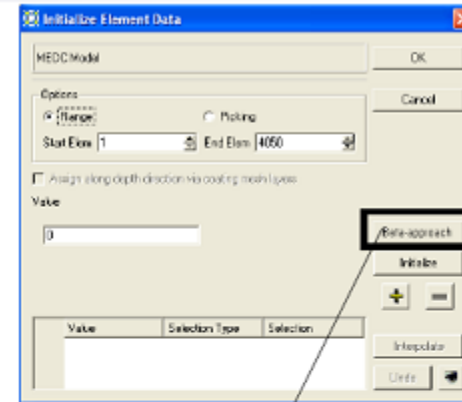 Initialize Element Data
MEDC Model
OK
Options
Range
Picking
Cancel
Start Elem 1
End Elem 4050
Assign along depth direction via coating mesh layers
Value
0
Beta-approach
Initialize
Value
Selection Type
Selection
Interpolate
Undo